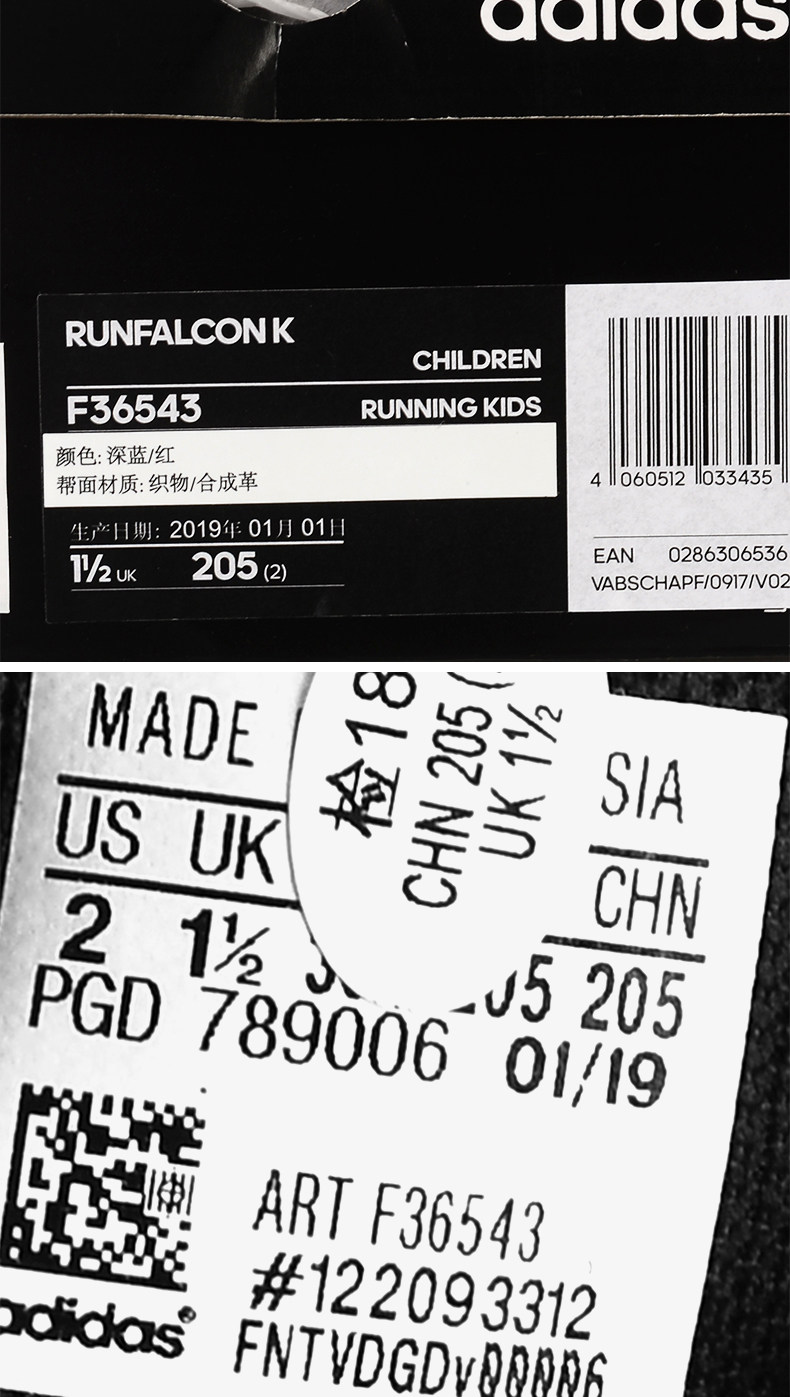 adidas
RUNFALCON K
CHILDREN
F36543
RUNNING KIDS
颜色: 深蓝/红
帮面材质: 织物/合成革
生产日期: 2019年 01月 01日
1½ UK 205 (2)
4 060512 033435
EAN 0286306536
VABSCHAPF/0917/V02
MADE
SIA
检18
CHN 205 (
UK 1½
US UK
CHN
2 1½
205
PGD 789006 01/19
ART F36543
#122093312
adidas